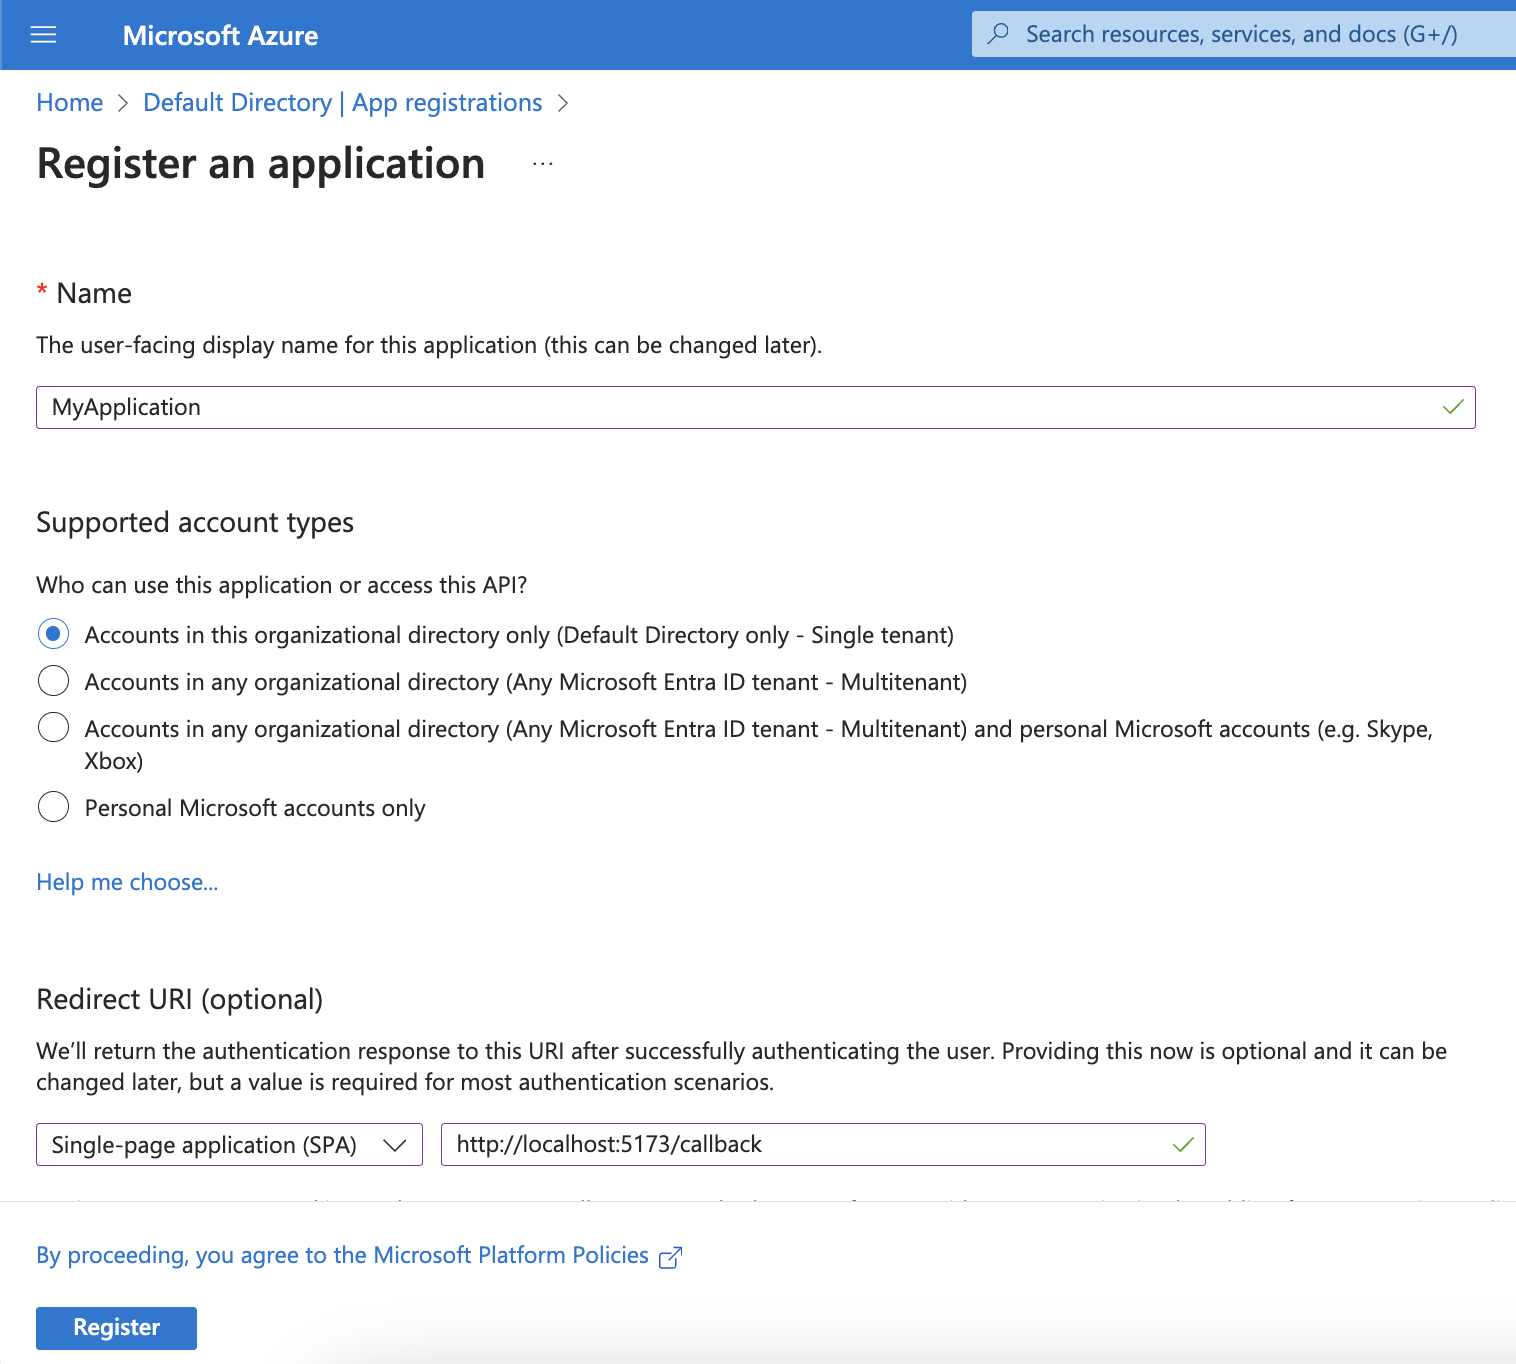 Microsoft Azure
Search resources, services, and docs (G+/)
Home > Default Directory | App registrations >
Register an application ...
* Name
The user-facing display name for this application (this can be changed later).
MyApplication
Supported account types
Who can use this application or access this API?
Accounts in this organizational directory only (Default Directory only - Single tenant)
Accounts in any organizational directory (Any Microsoft Entra ID tenant - Multitenant)
Accounts in any organizational directory (Any Microsoft Entra ID tenant - Multitenant) and personal Microsoft accounts (e.g. Skype,
Xbox)
Personal Microsoft accounts only
Help me choose...
Redirect URI (optional)
We'll return the authentication response to this URI after successfully authenticating the user. Providing this now is optional and it can be
changed later, but a value is required for most authentication scenarios.
Single-page application (SPA)
http://localhost:5173/callback
By proceeding, you agree to the Microsoft Platform Policies
Register